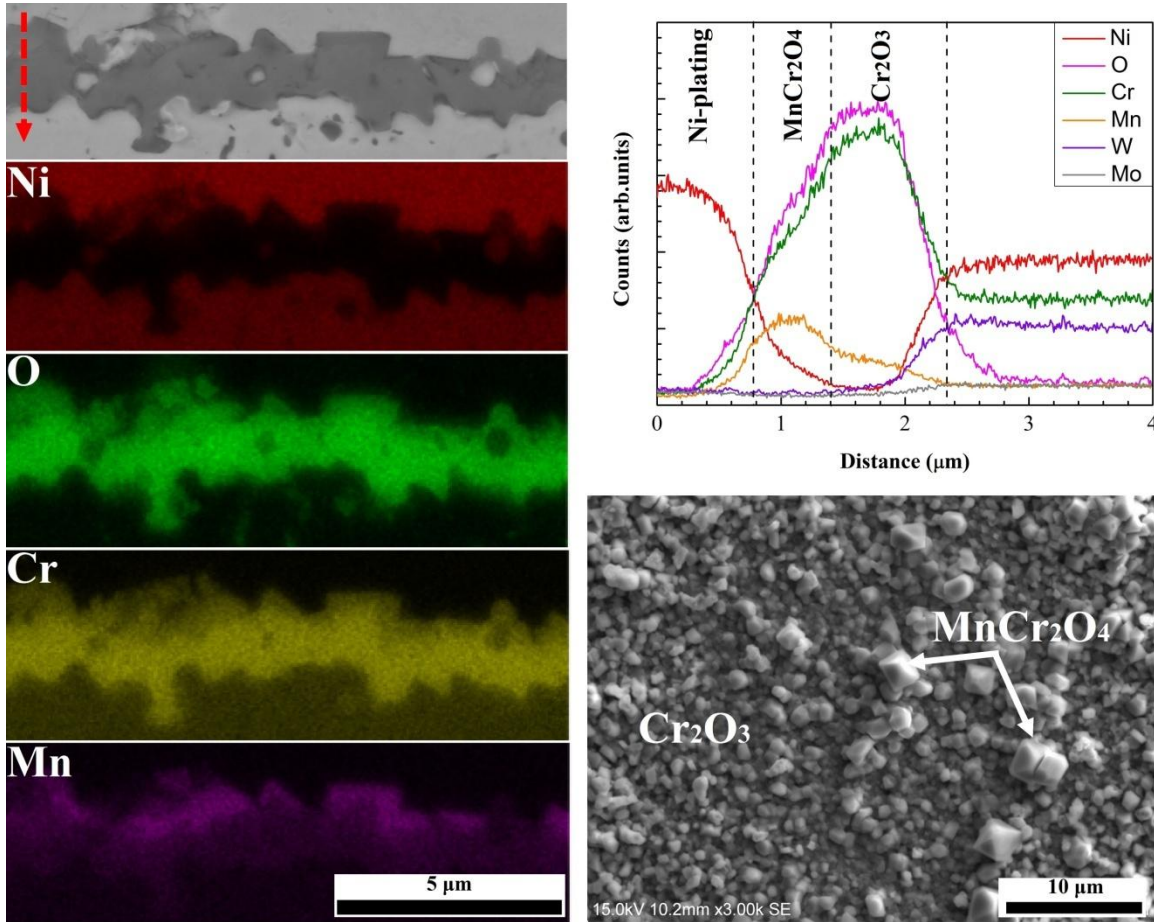 Ni
O
Cr
Mn
5 μm
Ni-plating
MnCr2O4
Cr2O3
Ni
O
Cr
Mn
W
Mo
Counts (arb.units)
0 1 2 3 4
Distance (μm)
MnCr₂O₄
Cr₂O₃
10 μm
15.0kV 10.2mm x3.00k SE